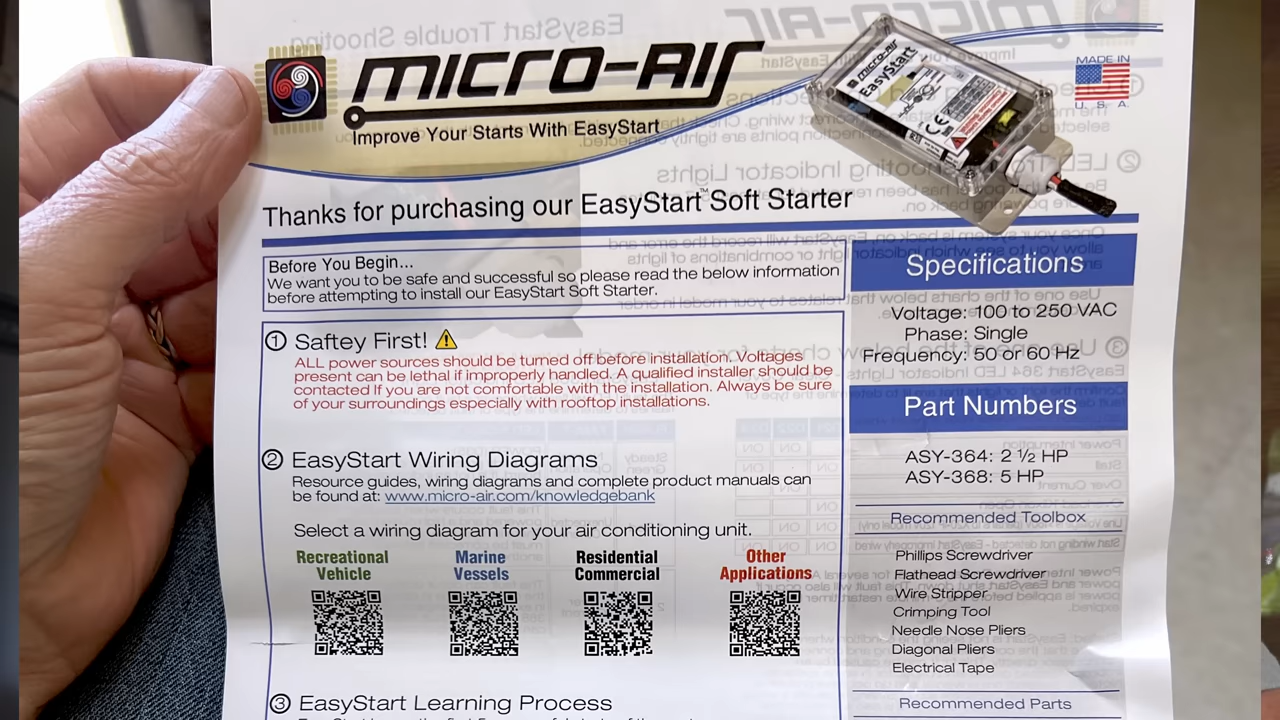 MICRO-AIR
Improve Your Starts With EasyStart
MICRO-AIR
EasyStart
MADE IN
U.S.A.
Thanks for purchasing our EasyStart™ Soft Starter
Before You Begin...
We want you to be safe and successful so please read the below information
before attempting to install our EasyStart Soft Starter.
① Saftey First!
ALL power sources should be turned off before installation. Voltages
present can be lethal if improperly handled. A qualified installer should be
contacted If you are not comfortable with the installation. Always be sure
of your surroundings especially with rooftop installations.
② EasyStart Wiring Diagrams
Resource guides, wiring diagrams and complete product manuals can
be found at: www.micro-air.com/knowledgebank
Select a wiring diagram for your air conditioning unit.
Recreational
Vehicle
Marine
Vessels
Residential
Commercial
Other
Applications
③ EasyStart Learning Process
Specifications
Voltage: 100 to 250 VAC
Phase: Single
Frequency: 50 or 60 Hz
Part Numbers
ASY-364: 2 ½ HP
ASY-368: 5 HP
Recommended Toolbox
Phillips Screwdriver
Flathead Screwdriver
Wire Stripper
Crimping Tool
Needle Nose Pliers
Diagonal Pliers
Electrical Tape
Recommended Parts